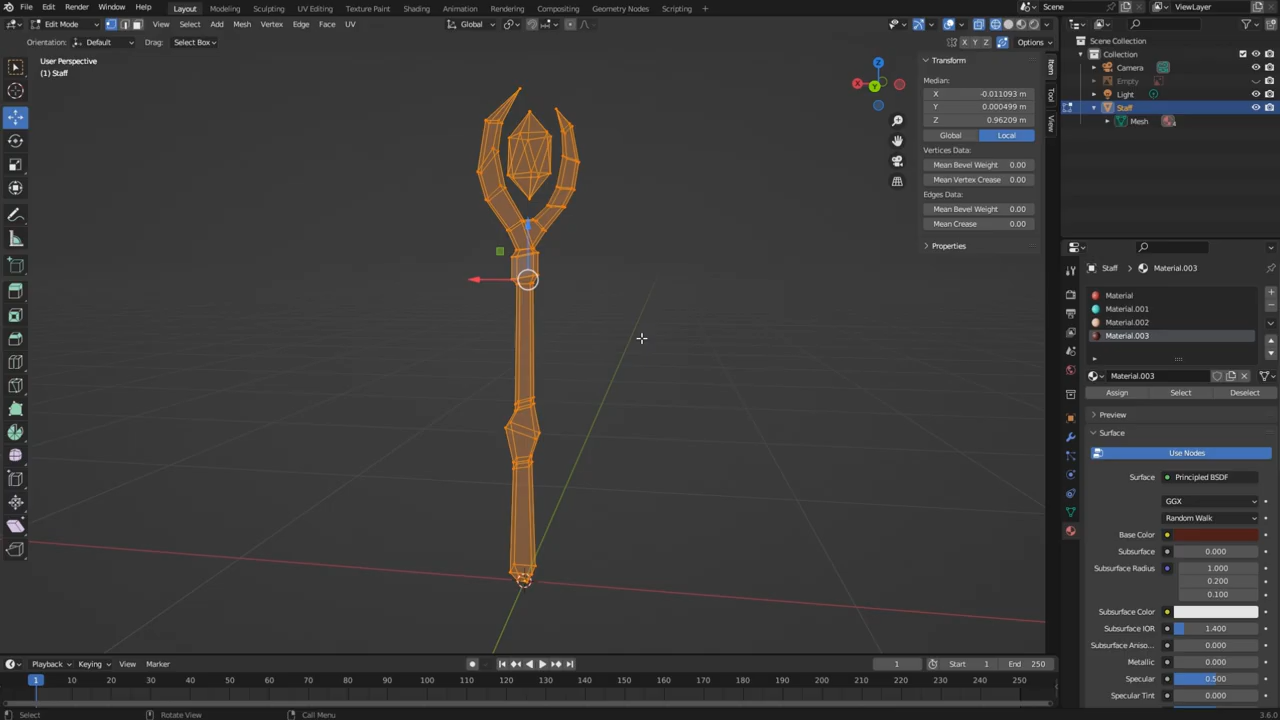 File Edit Render Window Help Layout Modeling Sculpting UV Editing Texture Paint Shading Animation Rendering Compositing Geometry Nodes Scripting + Scene ViewLayer
Edit Mode View Select Add Mesh Vertex Edge Face UV Global
Orientation: Default Drag: Select Box X Y Z Options
User Perspective
(1) Staff
Transform
Median:
X -0.011093 m
Y 0.000499 m
Z 0.96209 m
Global Local
Vertices Data:
Mean Bevel Weight 0.00
Mean Vertex Crease 0.00
Edges Data:
Mean Bevel Weight 0.00
Mean Crease 0.00
Properties
Item
Tool
View
X
Y
Z
Scene Collection
Collection
Camera
Empty
Light
Staff
Mesh 4
Staff Material.003
Material
Material.001
Material.002
Material.003
Material.003
Assign Select Deselect
Preview
Surface
Use Nodes
Surface Principled BSDF
GGX
Random Walk
Base Color
Subsurface 0.000
Subsurface Radius 1.000
0.200
0.100
Subsurface Color
Subsurface IOR 1.400
Subsurface Aniso... 0.000
Metallic 0.000
Specular 0.500
Specular Tint 0.000
Playback Keying View Marker 1 Start 1 End 250
1 10 20 30 40 50 60 70 80 90 100 110 120 130 140 150 160 170 180 190 200 210 220 230 240 250
Select Rotate View Call Menu 3.6.0